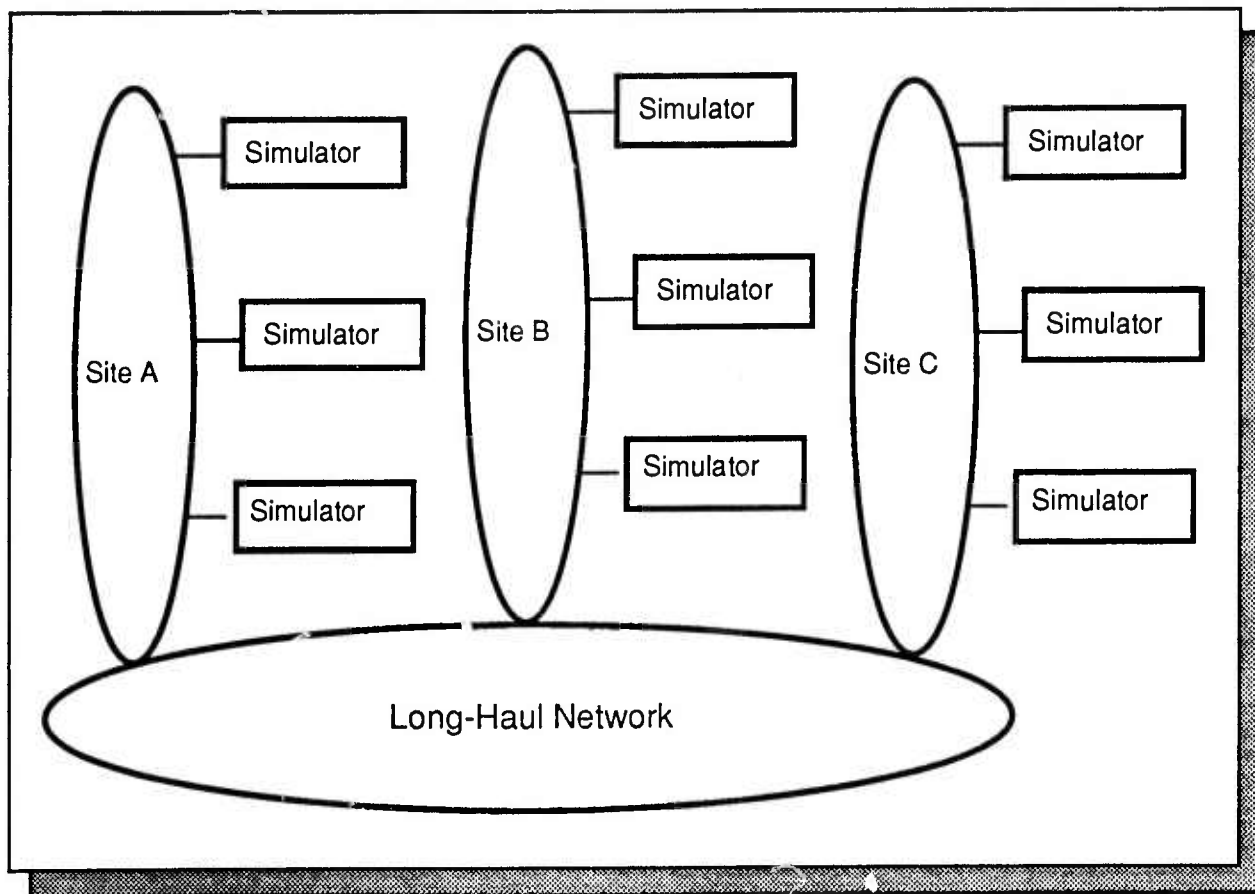 Simulator
Simulator
Simulator
Site A
Simulator
Simulator
Simulator
Site B
Simulator
Simulator
Simulator
Site C
Long-Haul Network